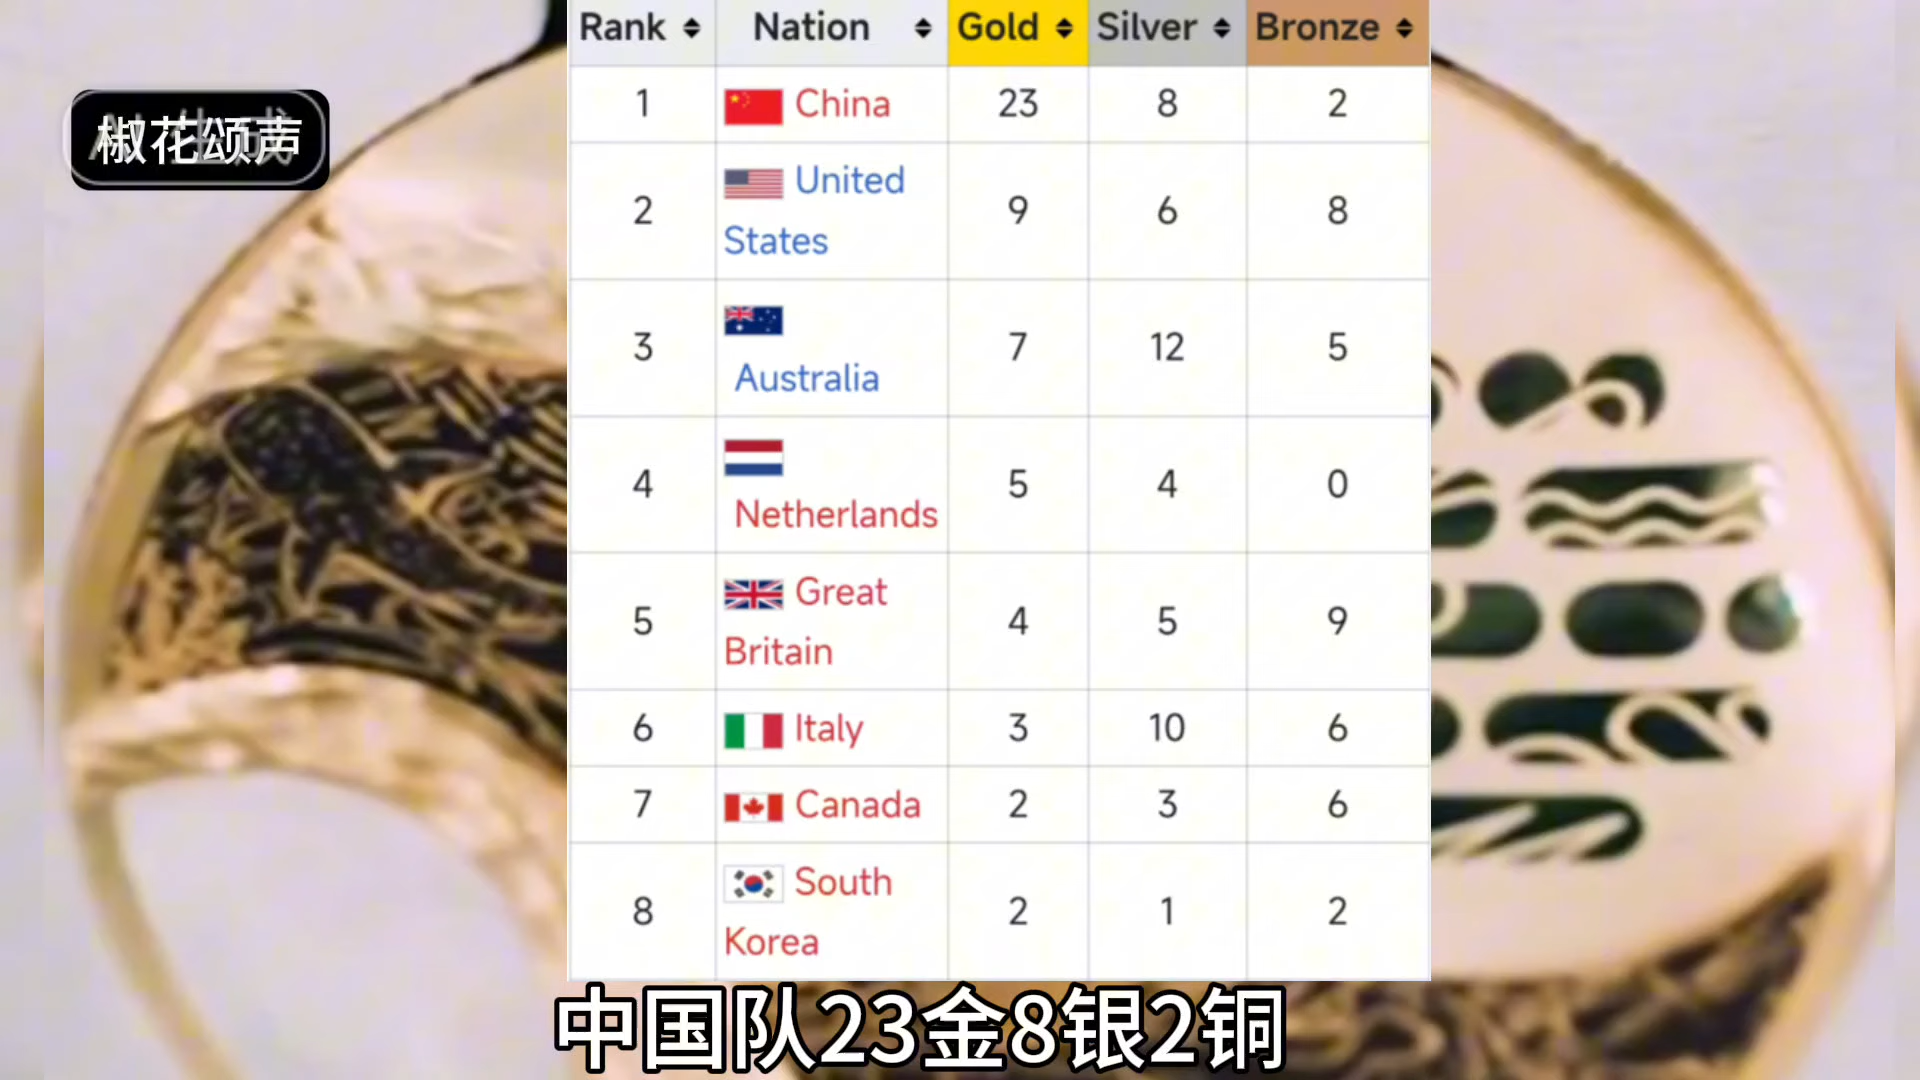 椒花颂声
Rank Nation Gold Silver Bronze
1 China 23 8 2
2 United States 9 6 8
3 Australia 7 12 5
4 Netherlands 5 4 0
5 Great Britain 4 5 9
6 Italy 3 10 6
7 Canada 2 3 6
8 South Korea 2 1 2
中国队23金8银2铜